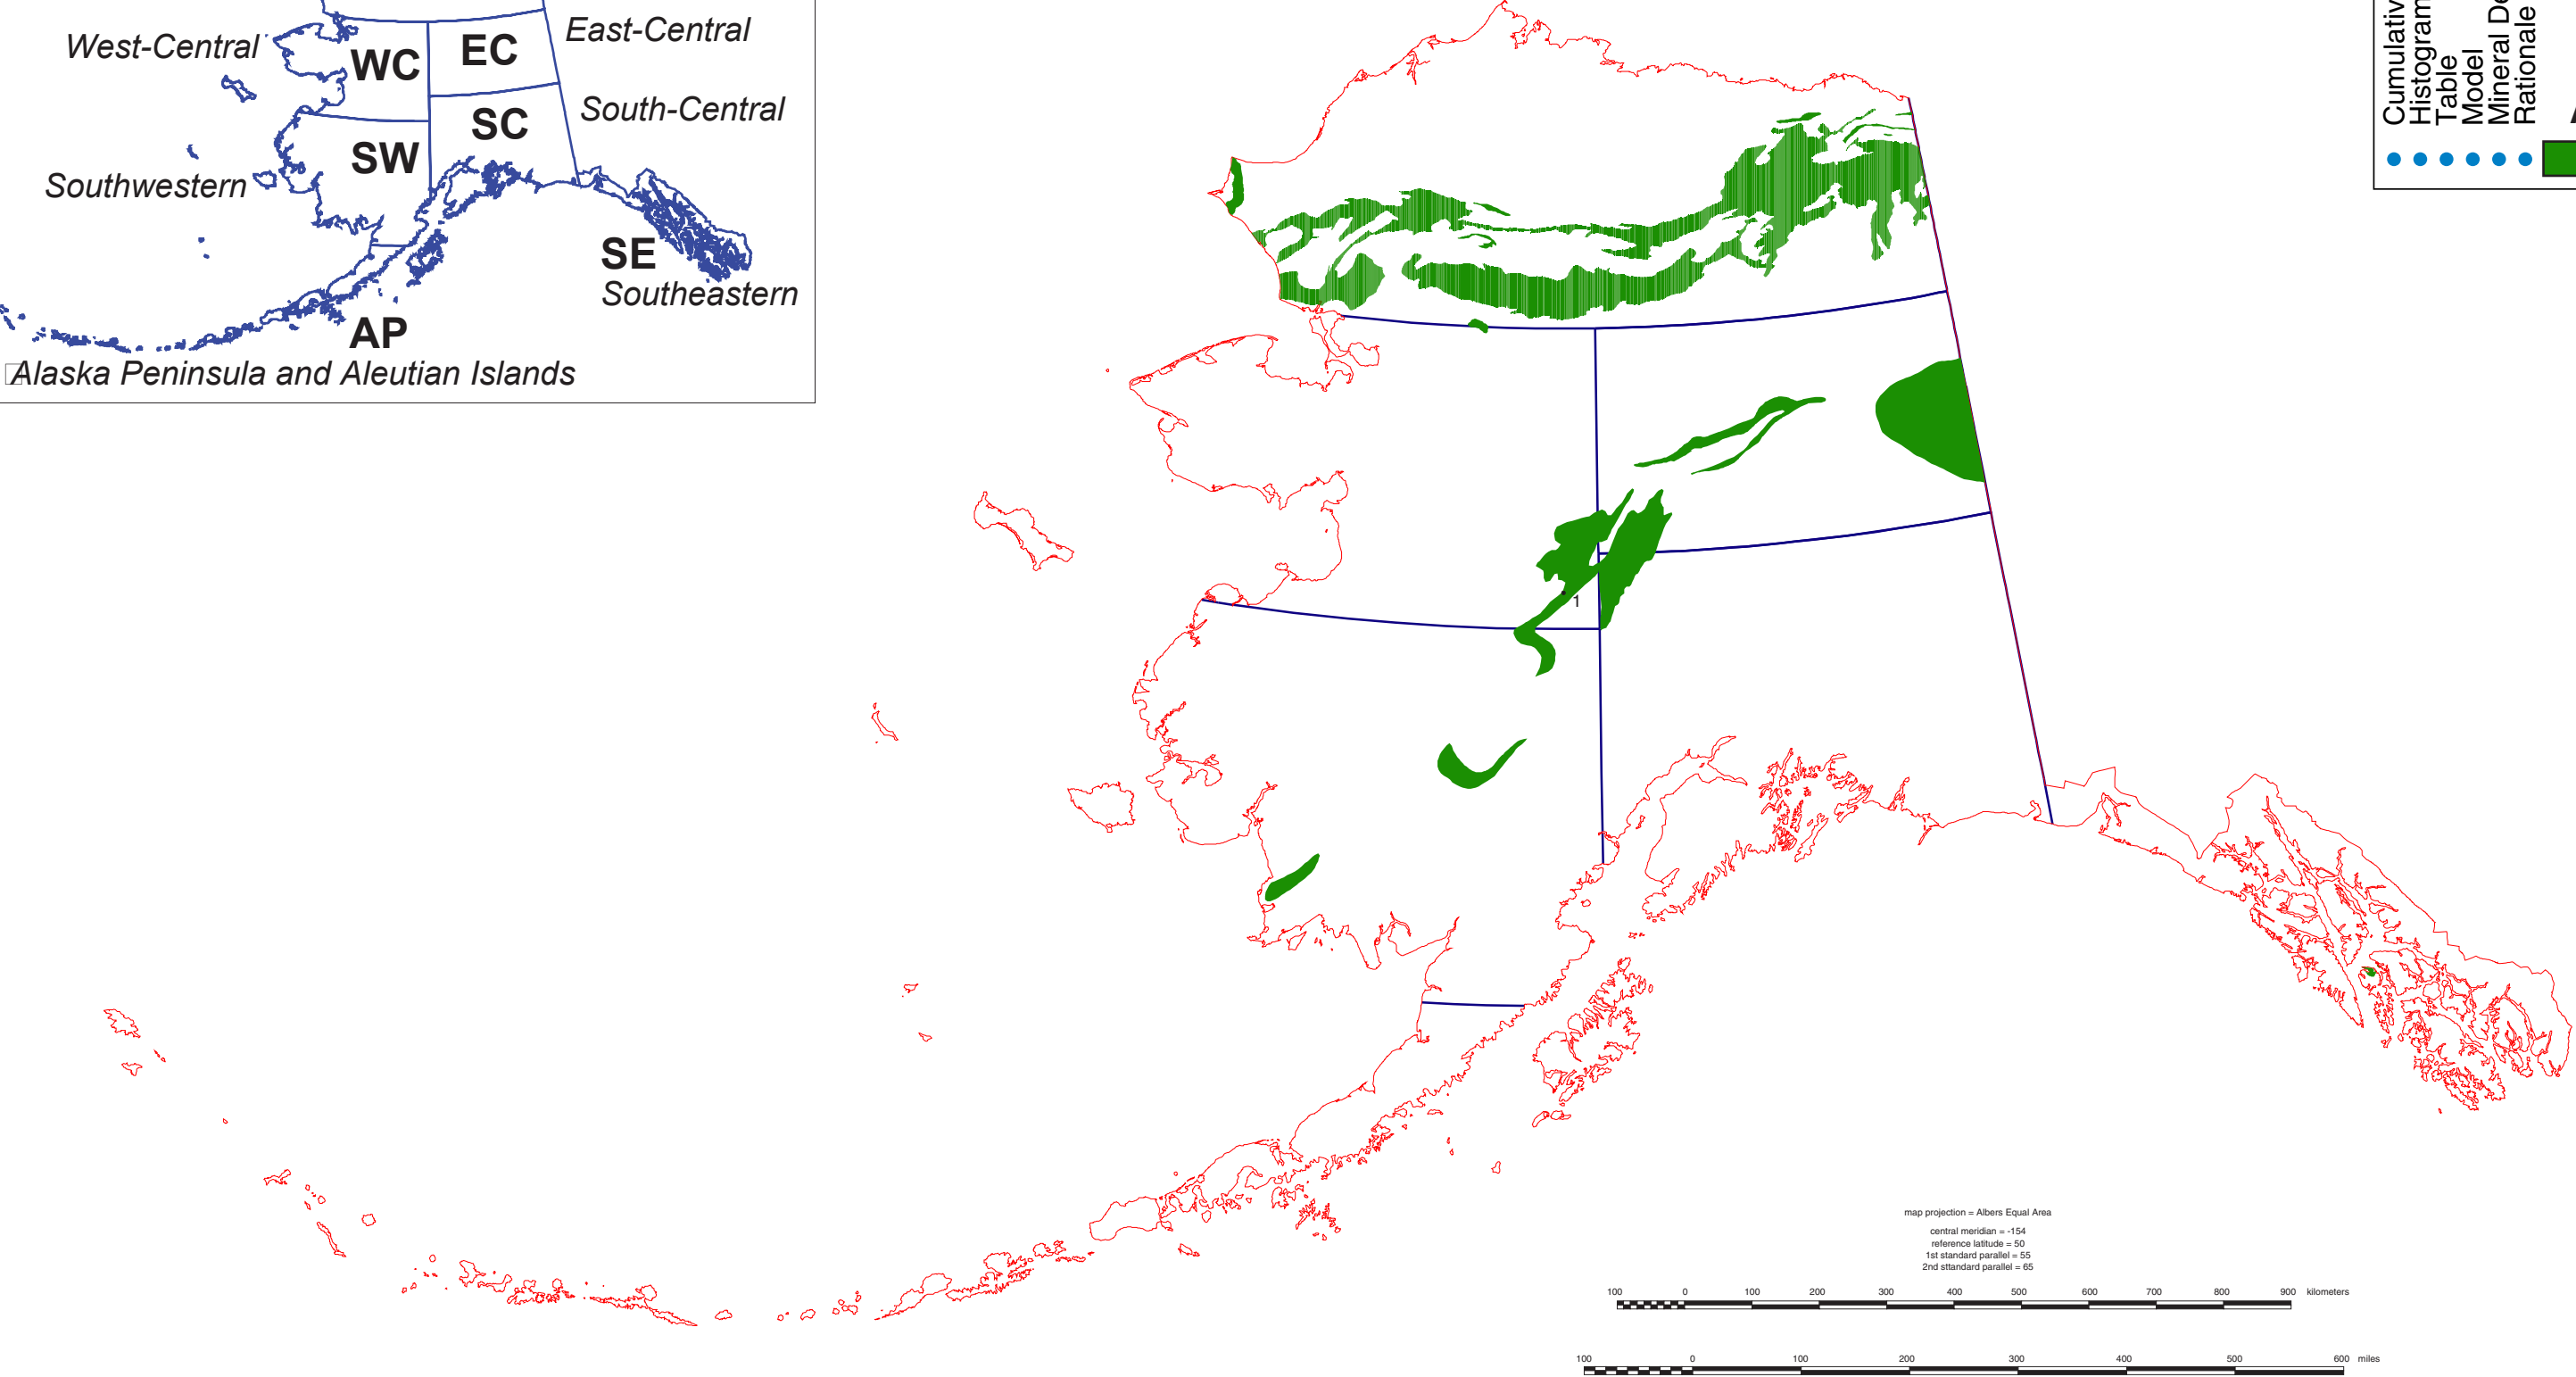 West-Central
WC
EC
East-Central
South-Central
SC
SW
Southwestern
SE
Southeastern
AP
Alaska Peninsula and Aleutian Islands
Histogram
Table
Model
Mineral
Rationale
1
map projection = Albers Equal Area
central meridian = -154
reference latitude = 50
1st standard parallel = 55
2nd sttandard parallel = 65
100 0 100 200 300 400 500 600 700 800 900 kilometers
100 0 100 200 300 400 500 600 miles